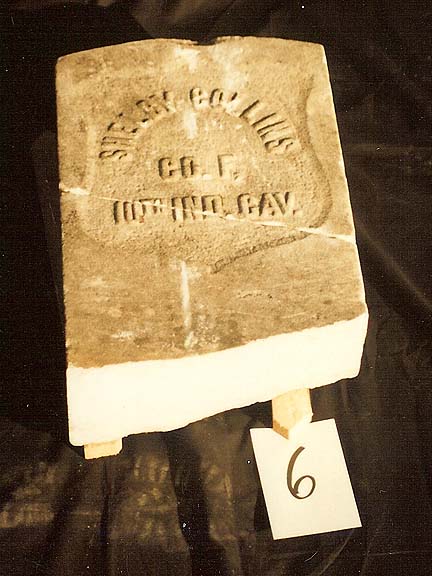 SHELBY COLLINS
CO. F.
10TH IND. CAV.
6